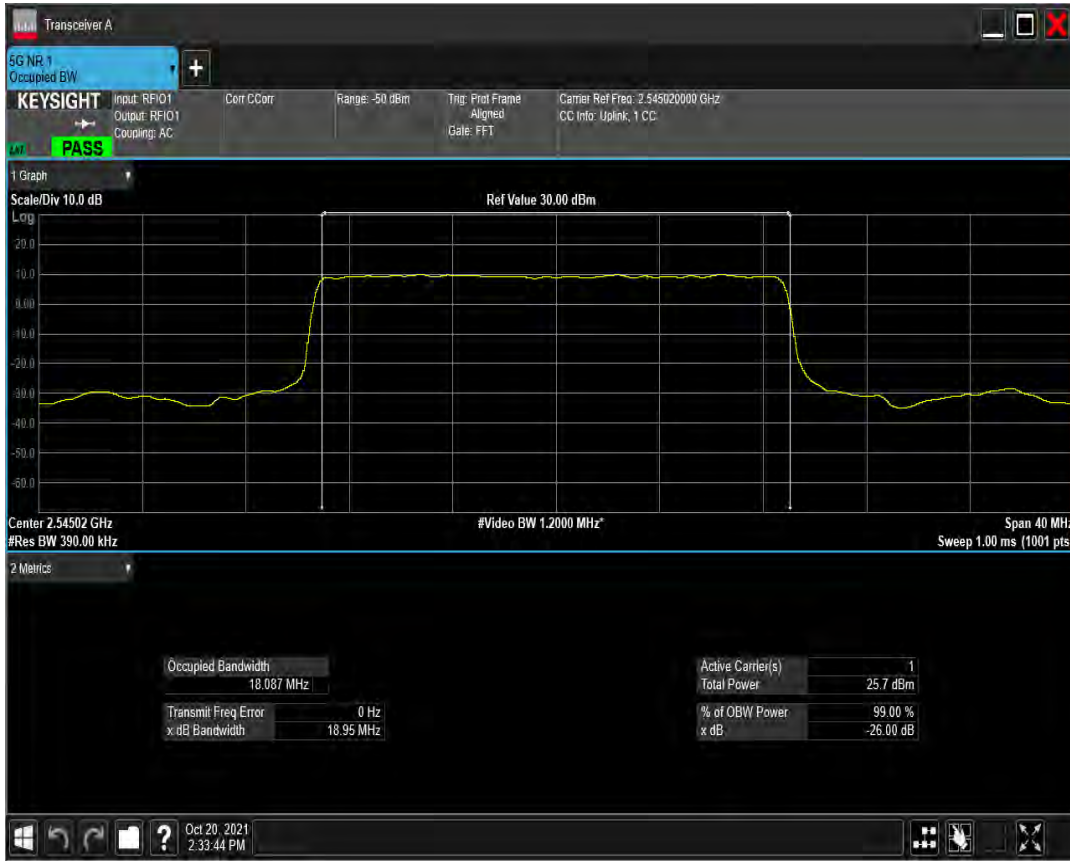 Transceiver A
5G NR 1
Occupied BW
+
KEYSIGHT
PASS
Input: RFIO1
Output: RFIO1
Coupling: AC
Corr CCorr
Range: -50 dBm
Trig: Prot Frame
Aligned
Gate: FFT
Carrier Ref Freq: 2.545020000 GHz
CC Info: Uplink, 1 CC
1 Graph
Scale/Div 10.0 dB
Ref Value 30.00 dBm
Log
20.0
10.0
0.00
-10.0
-20.0
-30.0
-40.0
-50.0
-60.0
Center 2.54502 GHz
#Video BW 1.2000 MHz*
Span 40 MHz
#Res BW 390.00 kHz
Sweep 1.00 ms (1001 pts
2 Metrics
Occupied Bandwidth
18.087 MHz
Transmit Freq Error 0 Hz
x dB Bandwidth 18.95 MHz
Active Carrier(s) 1
Total Power 25.7 dBm
% of OBW Power 99.00 %
x dB -26.00 dB
?
Oct 20, 2021
2:33:44 PM